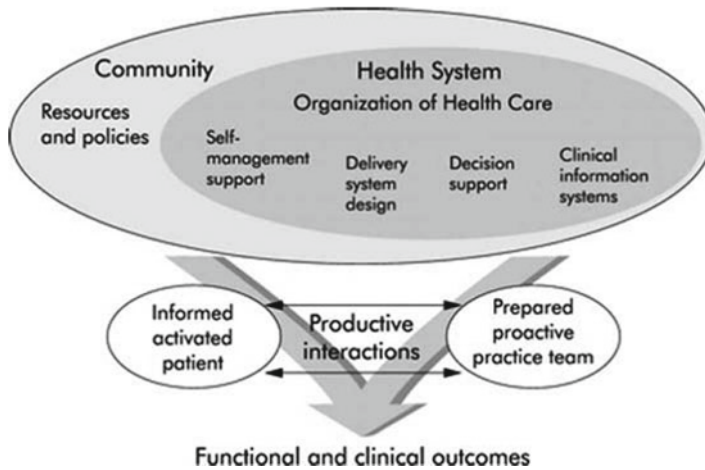 Community
Resources
and policies
Health System
Organization of Health Care
Self-
management
support
Delivery
system
design
Decision
support
Clinical
information
systems
Informed
activated
patient
Productive
interactions
Prepared
proactive
practice team
Functional and clinical outcomes